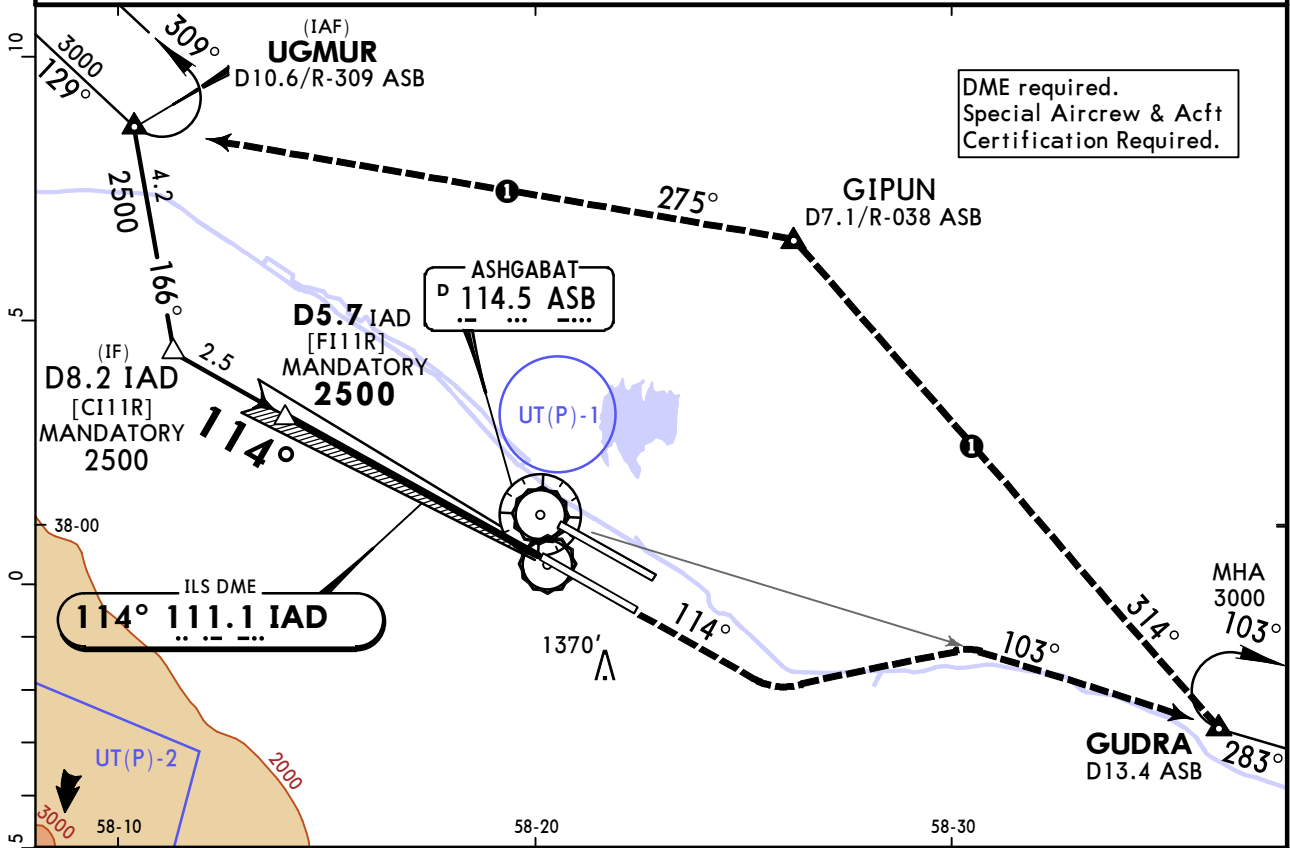 10
3000
129°
309°
(IAF)
UGMUR
D10.6/R-309 ASB
DME required.
Special Aircrew & Acft
Certification Required.
4.2
2500
166°
1
275°
GIPUN
D7.1/R-038 ASB
5
ASHGABAT
D 114.5 ASB
D5.7 IAD
[FI11R]
MANDATORY
2500
(IF)
D8.2 IAD
[CI11R]
MANDATORY
2500
2.5
114°
UT(P)-1
1
38-00
0
ILS DME
114° 111.1 IAD
1370'
114°
103°
314°
MHA
3000
103°
GUDRA
D13.4 ASB
283°
UT(P)-2
2000
3000
5
58-10
58-20
58-30